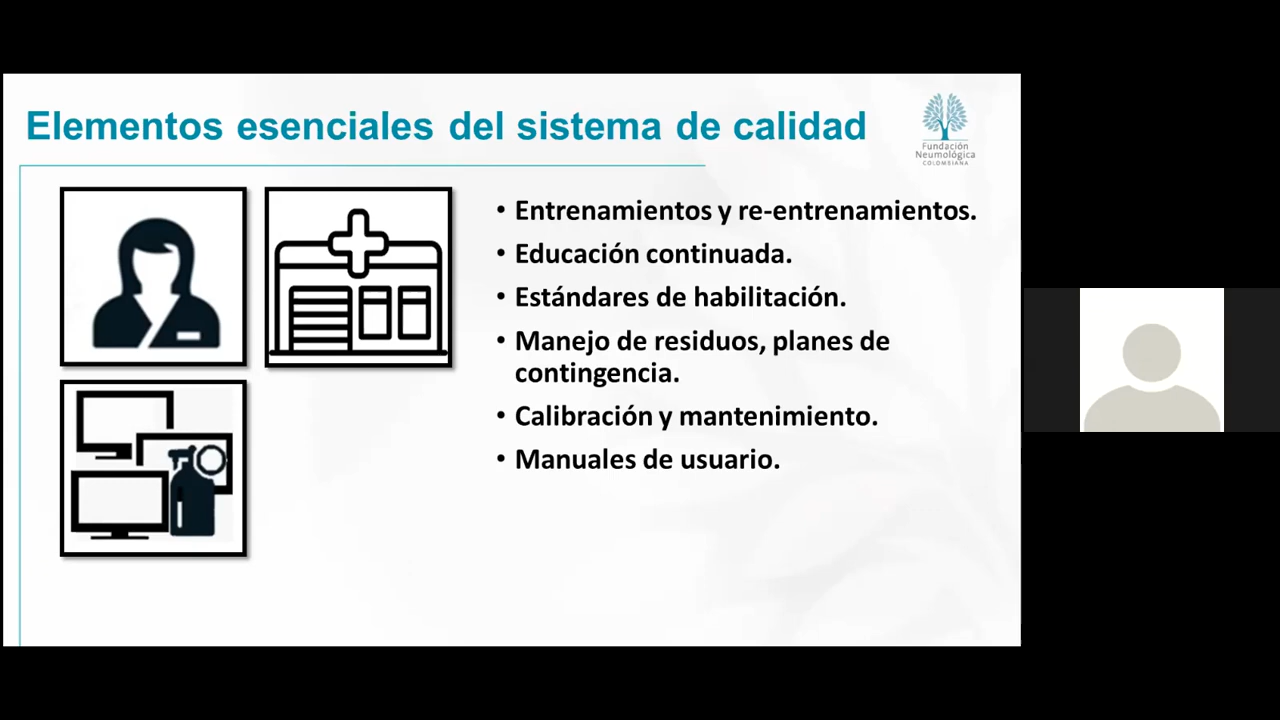 Elementos esenciales del sistema de calidad
Fundación
Neumológica
COLOMBIANA
• Entrenamientos y re-entrenamientos.
• Educación continuada.
• Estándares de habilitación.
• Manejo de residuos, planes de
contingencia.
• Calibración y mantenimiento.
• Manuales de usuario.